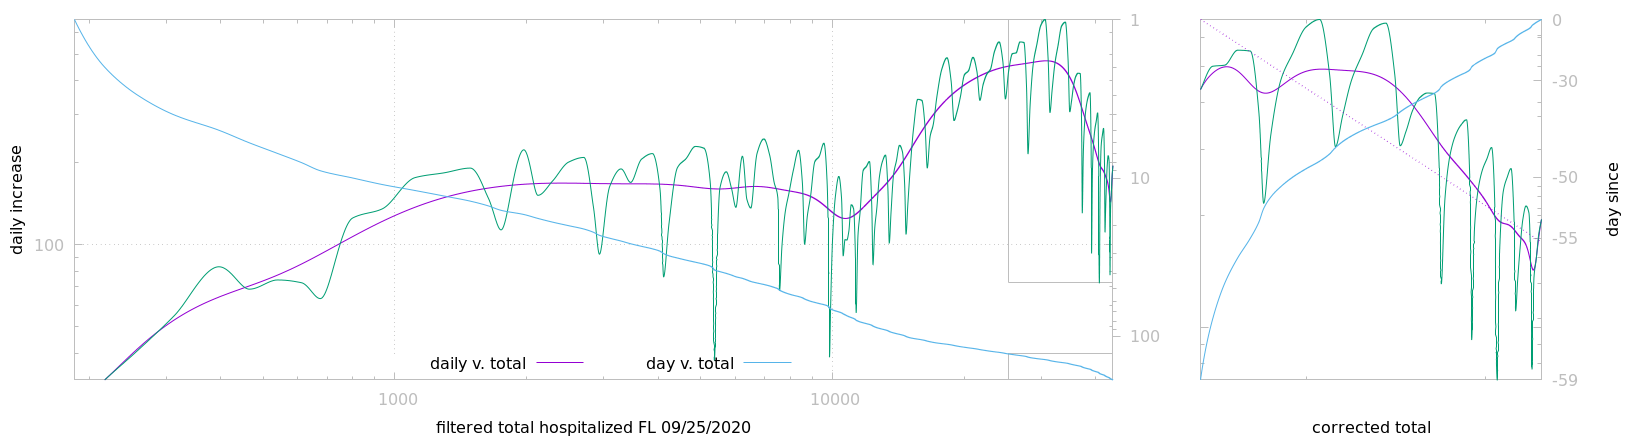 1
0
-30
daily increase
10
-50
day since
100
-55
100
daily v. total
day v. total
-59
1000
10000
filtered total hospitalized FL 09/25/2020
corrected total